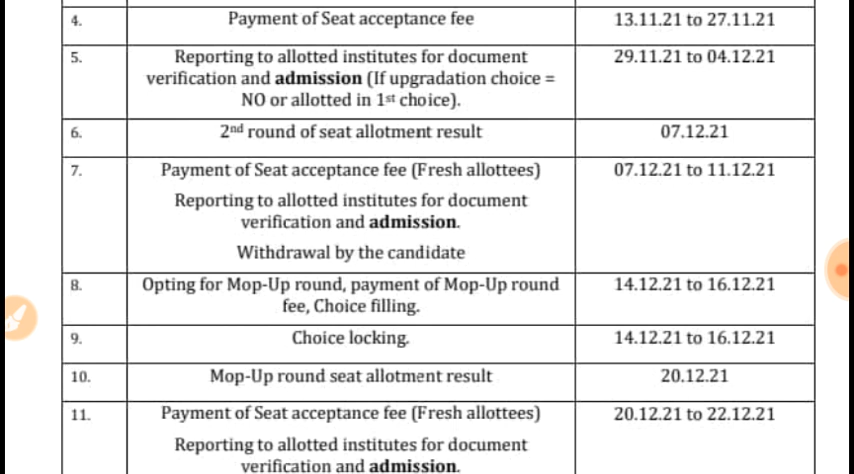 4. Payment of Seat acceptance fee 13.11.21 to 27.11.21
5. Reporting to allotted institutes for document 29.11.21 to 04.12.21
verification and admission (If upgradation choice =
NO or allotted in 1st choice).
6. 2nd round of seat allotment result 07.12.21
7. Payment of Seat acceptance fee (Fresh allottees) 07.12.21 to 11.12.21
Reporting to allotted institutes for document
verification and admission.
Withdrawal by the candidate
8. Opting for Mop-Up round, payment of Mop-Up round 14.12.21 to 16.12.21
fee, Choice filling.
9. Choice locking. 14.12.21 to 16.12.21
10. Mop-Up round seat allotment result 20.12.21
11. Payment of Seat acceptance fee (Fresh allottees) 20.12.21 to 22.12.21
Reporting to allotted institutes for document
verification and admission.